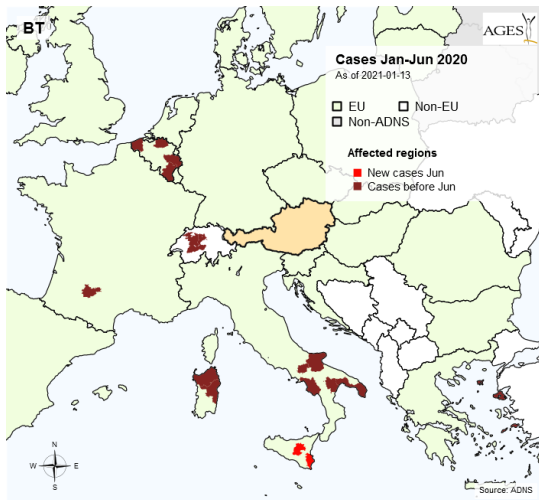 BT
AGES
Cases Jan-Jun 2020
As of 2021-01-13
EU
Non-EU
Non-ADNS
Affected regions
New cases Jun
Cases before Jun
N
W
E
S
Source: ADNS